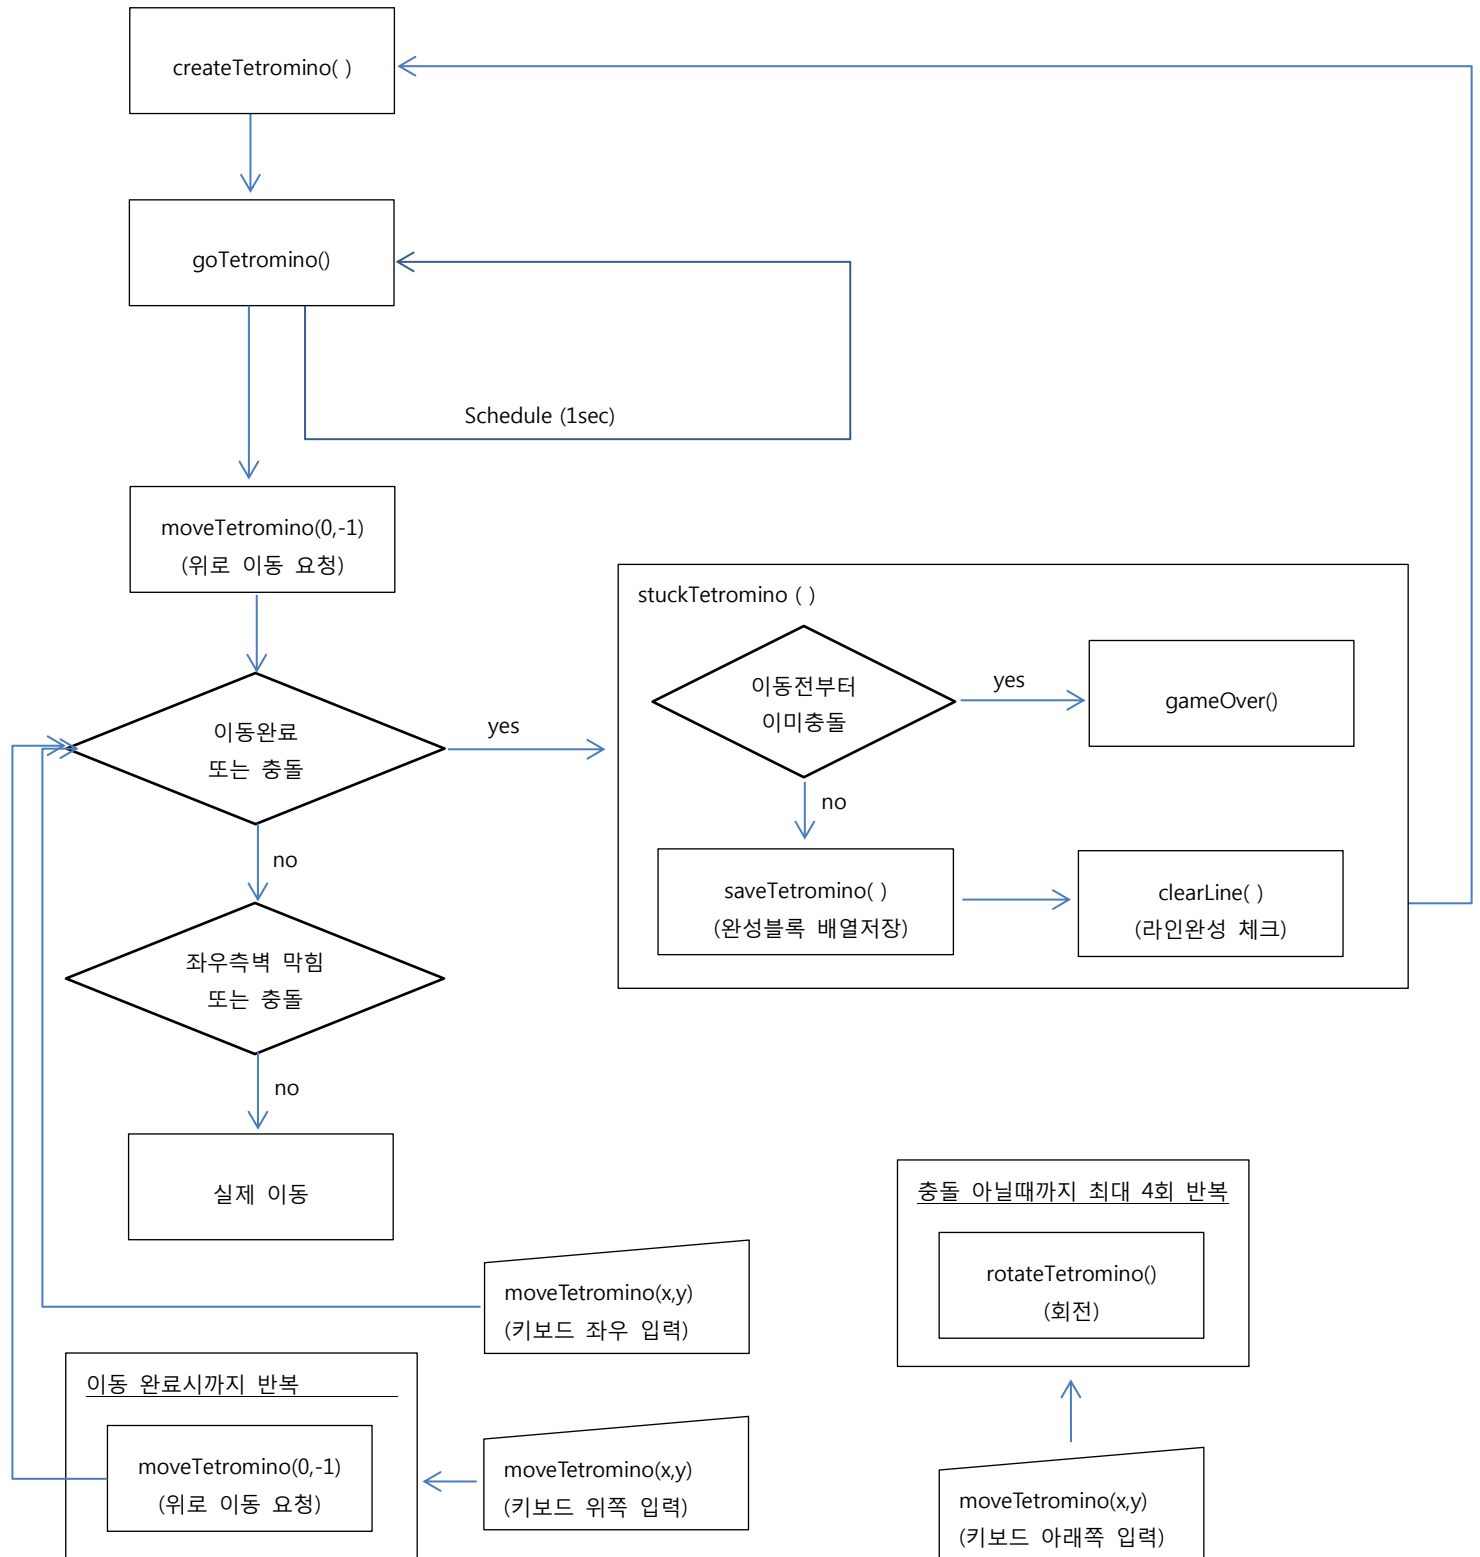 createTetromino( )
goTetromino()
Schedule (1sec)
moveTetromino(0,-1)
(위로 이동 요청)
stuckTetromino ( )
이동전부터
이미충돌
yes
gameOver()
이동완료
또는 충돌
yes
no
no
saveTetromino( )
(완성블록 배열저장)
clearLine( )
(라인완성 체크)
좌우측벽 막힘
또는 충돌
no
실제 이동
충돌 아닐때까지 최대 4회 반복
rotateTetromino()
(회전)
moveTetromino(x,y)
(키보드 좌우 입력)
이동 완료시까지 반복
moveTetromino(0,-1)
(위로 이동 요청)
moveTetromino(x,y)
(키보드 위쪽 입력)
moveTetromino(x,y)
(키보드 아래쪽 입력)